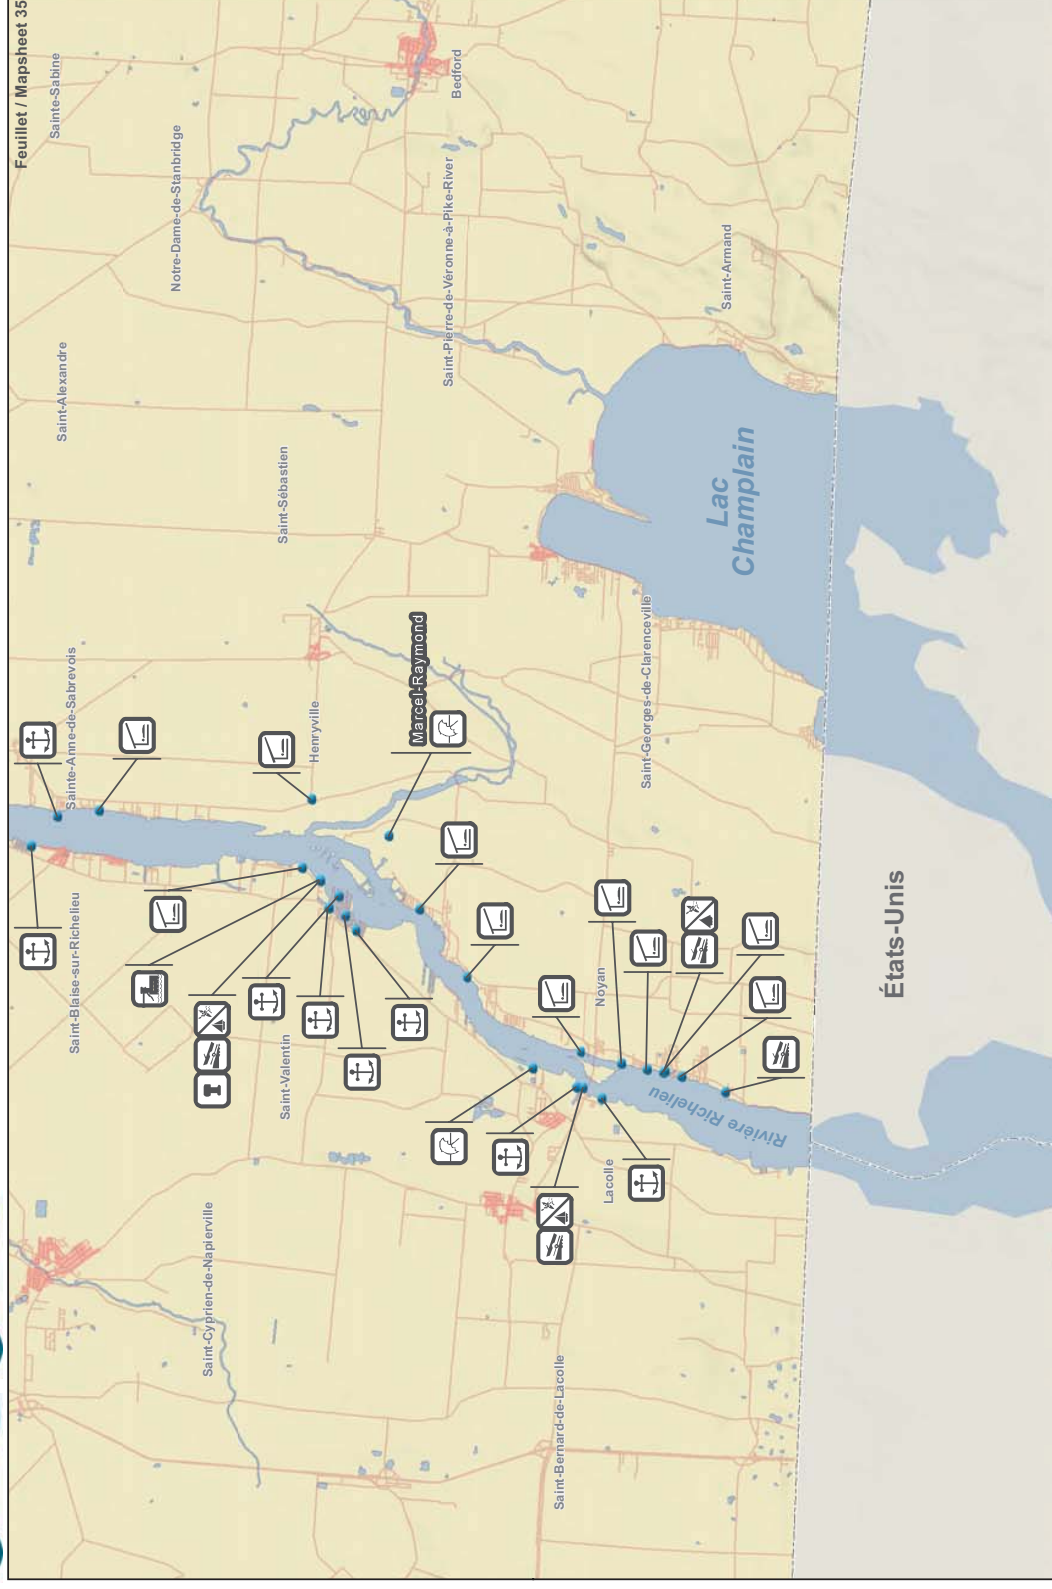 Feuillet / Mapsheet 35
Sainte-Sabine
Notre-Dame-de-Stanbridge
Bedford
Saint-Pierre-de-Véronne-à-Pike-River
Saint-Armand
Saint-Alexandre
Saint-Sébastien
Lac
Champlain
Sainte-Anne-de-Sabrevois
Henryville
Marcel-Raymond
Saint-Georges-de-Clarenceville
Saint-Blaise-sur-Richelieu
Saint-Valentin
Noyan
Rivière Richelieu
États-Unis
Lacolle
Saint-Cyprien-de-Napierville
Saint-Bernard-de-Lacolle